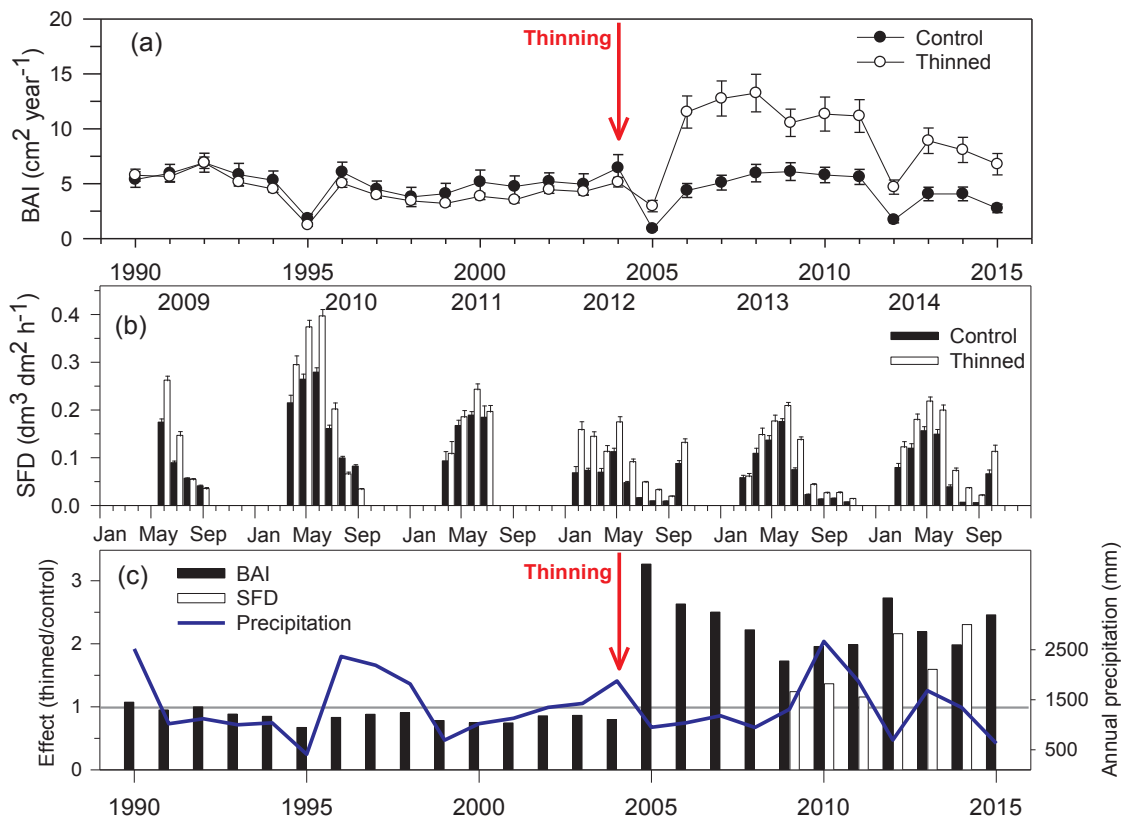 (a)
Thinning
Control
Thinned
BAI (cm2 year-1)
20
15
10
5
0
1990 1995 2000 2005 2010 2015
(b)
2009 2010 2011 2012 2013 2014
Control
Thinned
SFD (dm3 dm2 h-1)
0.4
0.3
0.2
0.1
0.0
Jan May Sep Jan May Sep Jan May Sep Jan May Sep Jan May Sep Jan May Sep
(c)
BAI
SFD
Precipitation
Thinning
Effect (thinned/control)
3
2
1
0
2500
1500
500
Annual precipitation (mm)
1990 1995 2000 2005 2010 2015